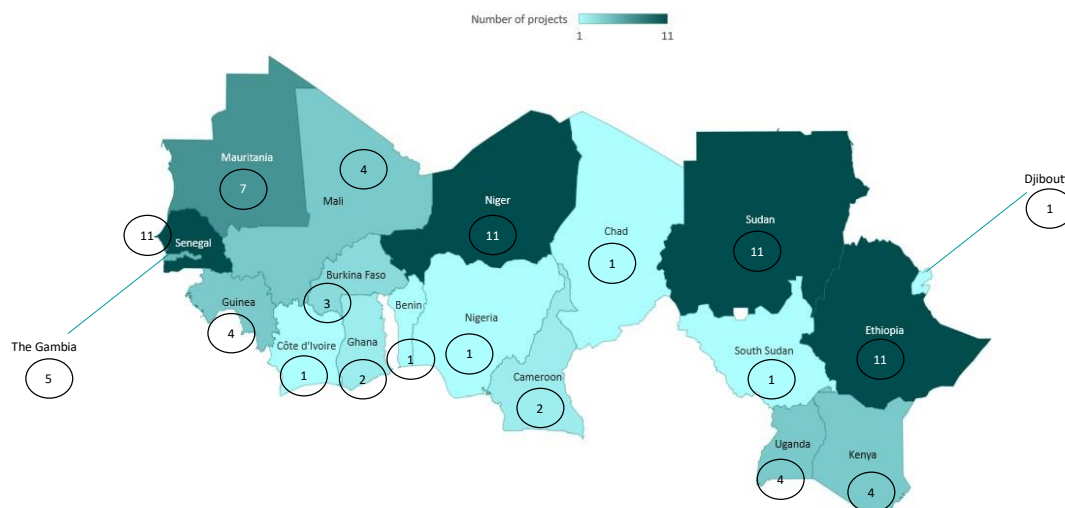 Number of projects
1
11
Mauritania
7
4
Mali
11
Senegal
Niger
11
Chad
1
Sudan
11
Djibouti
1
Burkina Faso
3
Guinea
4
Benin
1
Nigeria
1
Côte d'Ivoire
1
Ghana
2
The Gambia
5
Cameroon
2
South Sudan
1
Ethiopia
11
Uganda
4
Kenya
4